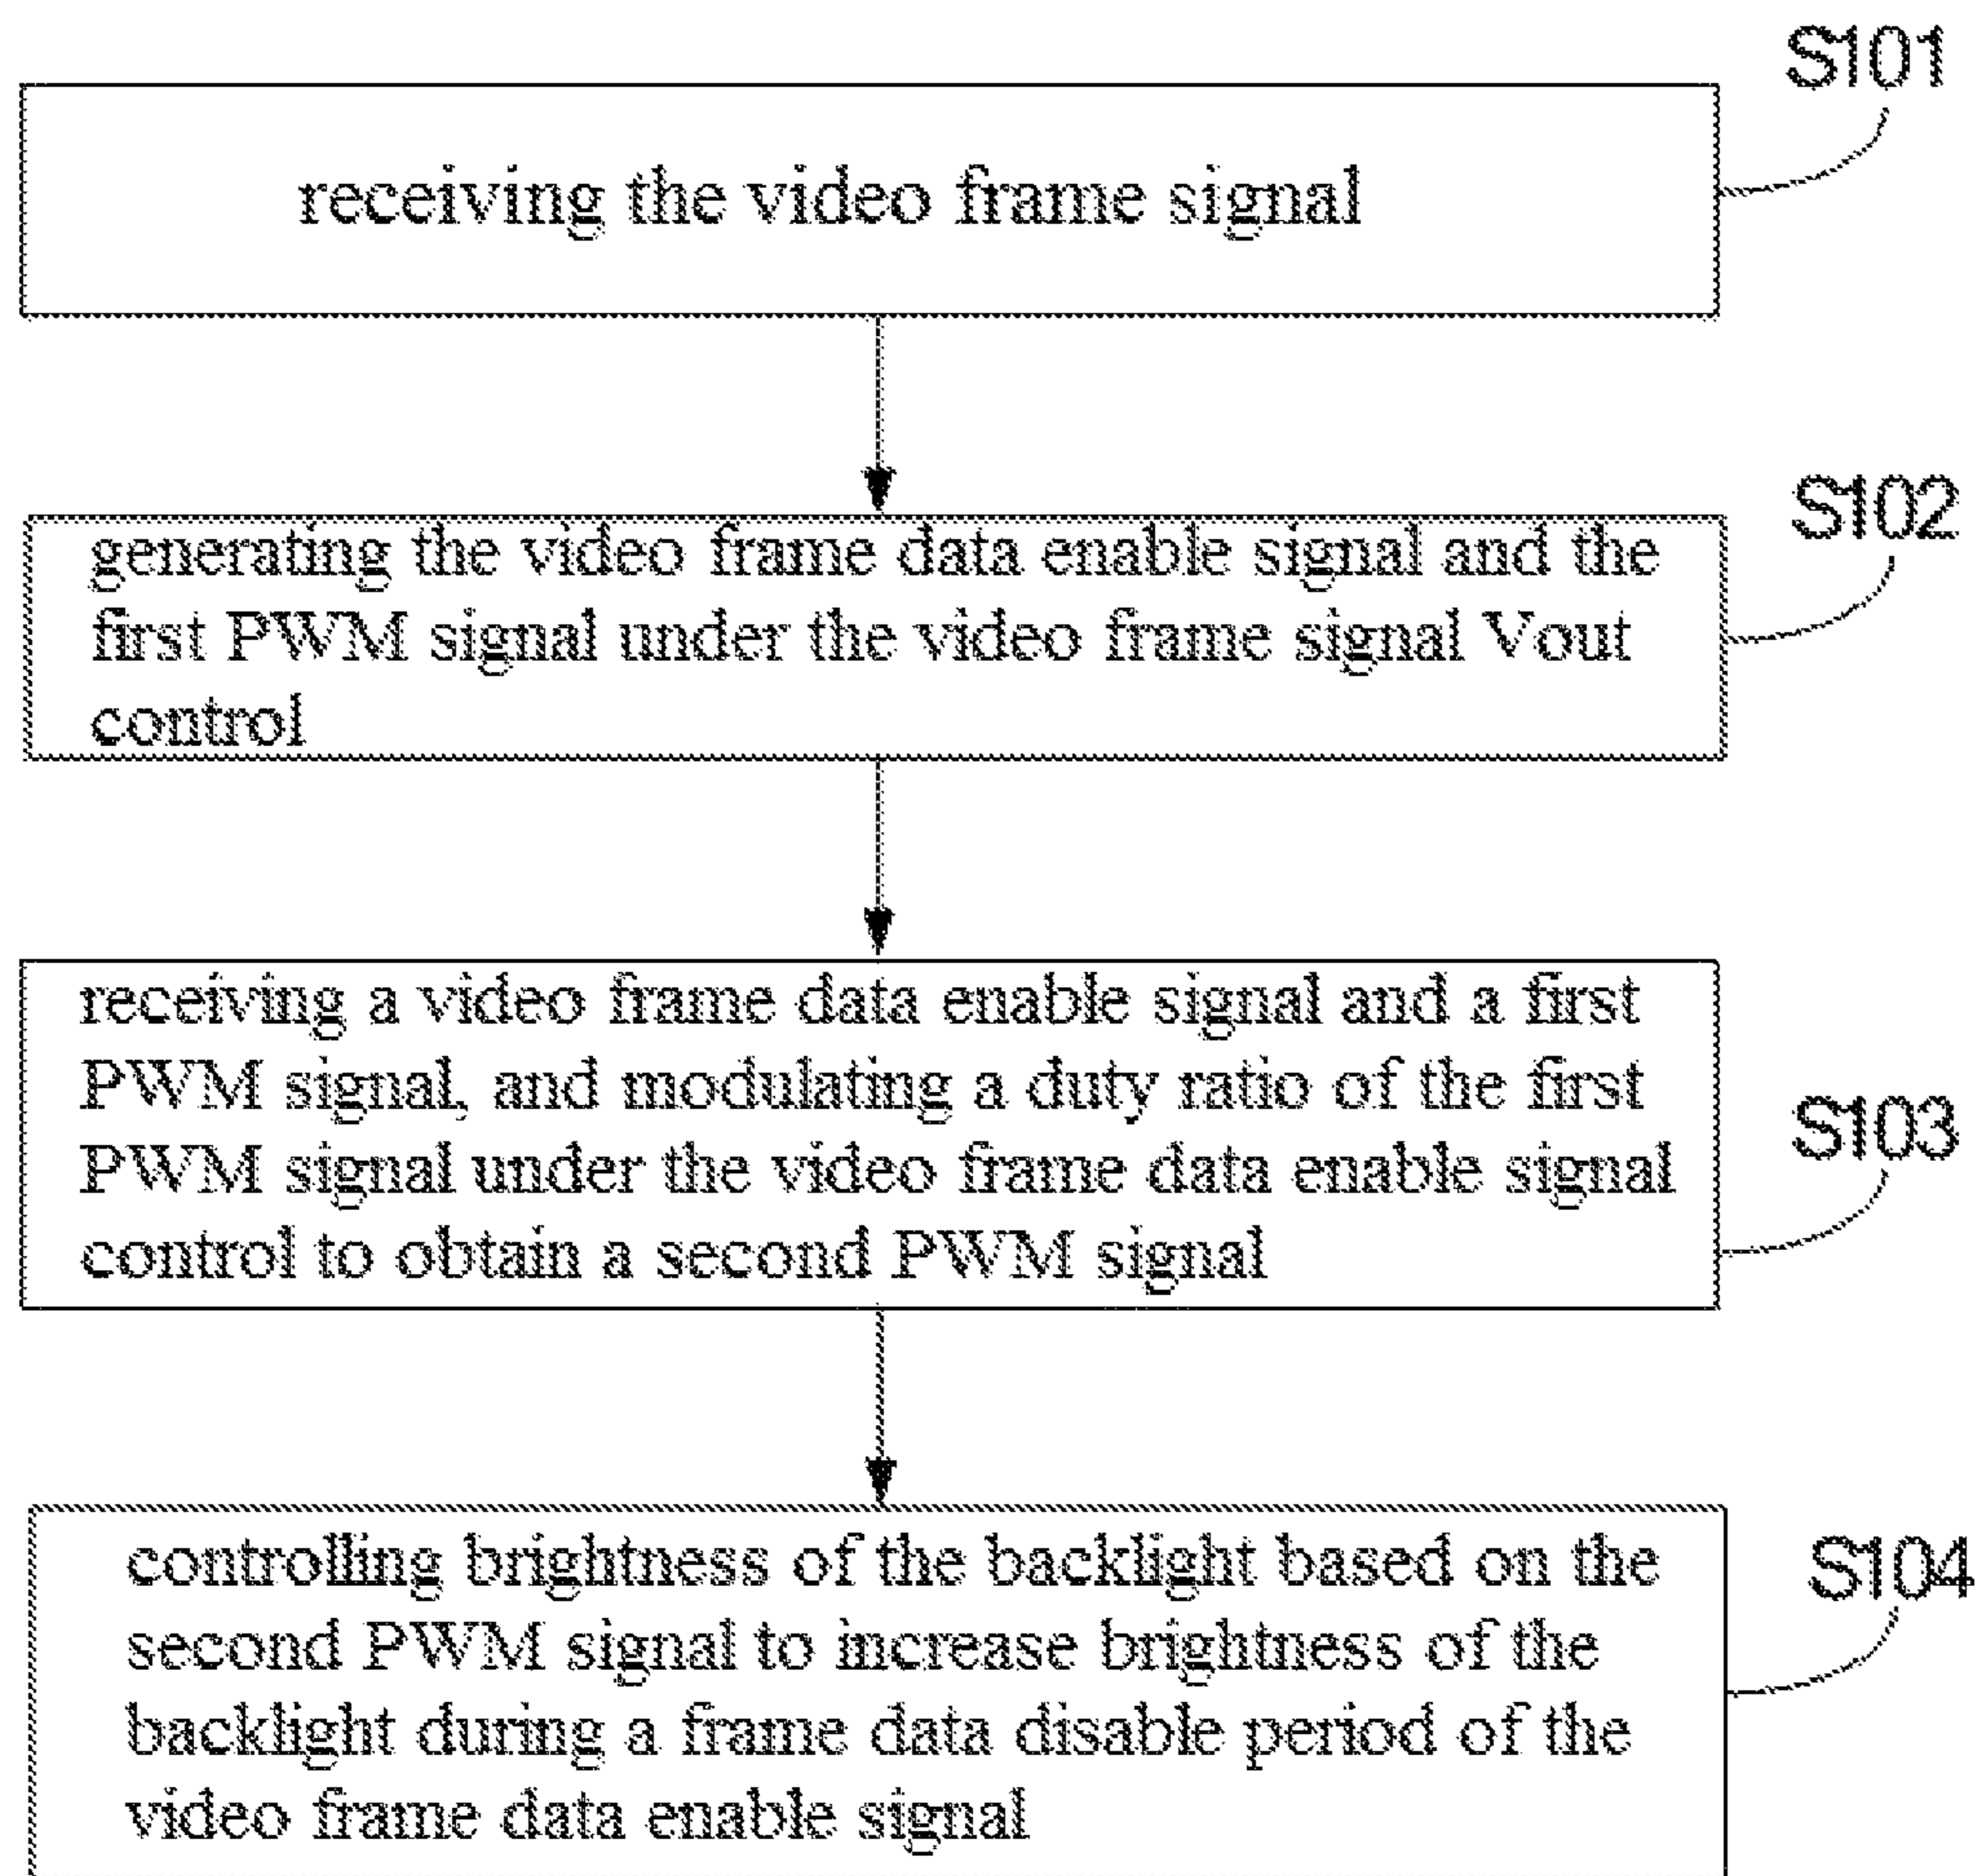 S101
receiving the video frame signal
S102
generating the video frame data enable signal and the
first PWM signal under the video frame signal Vout
control
receiving a video frame data enable signal and a first
PWM signal, and modulating a duty ratio of the first
PWM signal under the video frame data enable signal
control to obtain a second PWM signal
S103
controlling brightness of the backlight based on the
second PWM signal to increase brightness of the
backlight during a frame data disable period of the
video frame data enable signal
S104